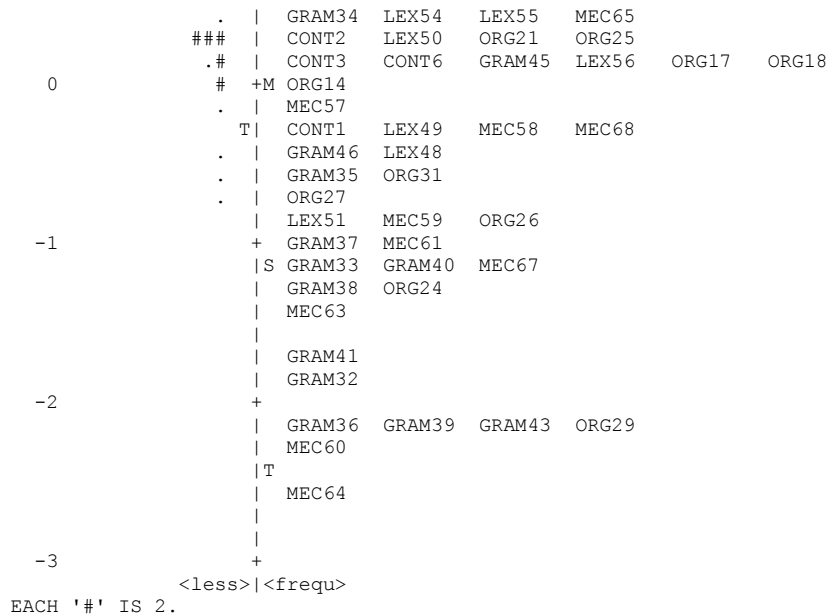 .  |  GRAM34  LEX54   LEX55   MEC65
                   ###  |  CONT2   LEX50   ORG21   ORG25
                    .#  |  CONT3   CONT6   GRAM45  LEX56   ORG17   ORG18
   0                 #  +M ORG14
                     .  |  MEC57
                       T|  CONT1   LEX49   MEC58   MEC68
                     .  |  GRAM46  LEX48
                     .  |  GRAM35  ORG31
                     .  |  ORG27
                        |  LEX51   MEC59   ORG26
  -1                    +  GRAM37  MEC61
                        |S GRAM33  GRAM40  MEC67
                        |  GRAM38  ORG24
                        |  MEC63
                        |
                        |  GRAM41
                        |  GRAM32
  -2                    +
                        |  GRAM36  GRAM39  GRAM43  ORG29
                        |  MEC60
                        |T
                        |  MEC64
                        |
                        |
  -3                    +
                  <less>|<frequ>
EACH '#' IS 2.